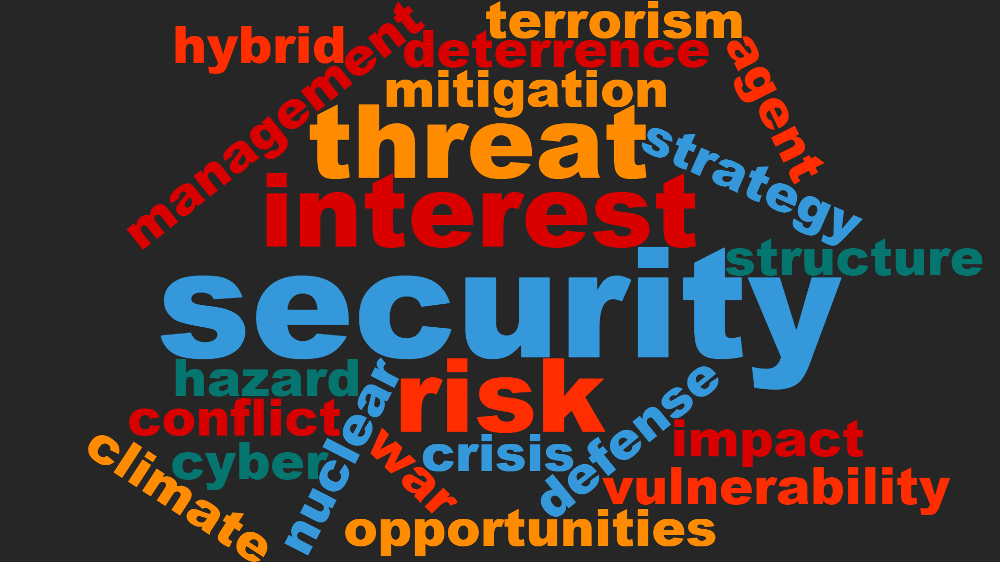 terrorism
hybrid
management
deterrence
agent
mitigation
threat
strategy
interest
structure
security
hazard
nuclear
risk
defense
conflict
impact
climate
cyber
war
crisis
vulnerability
opportunities